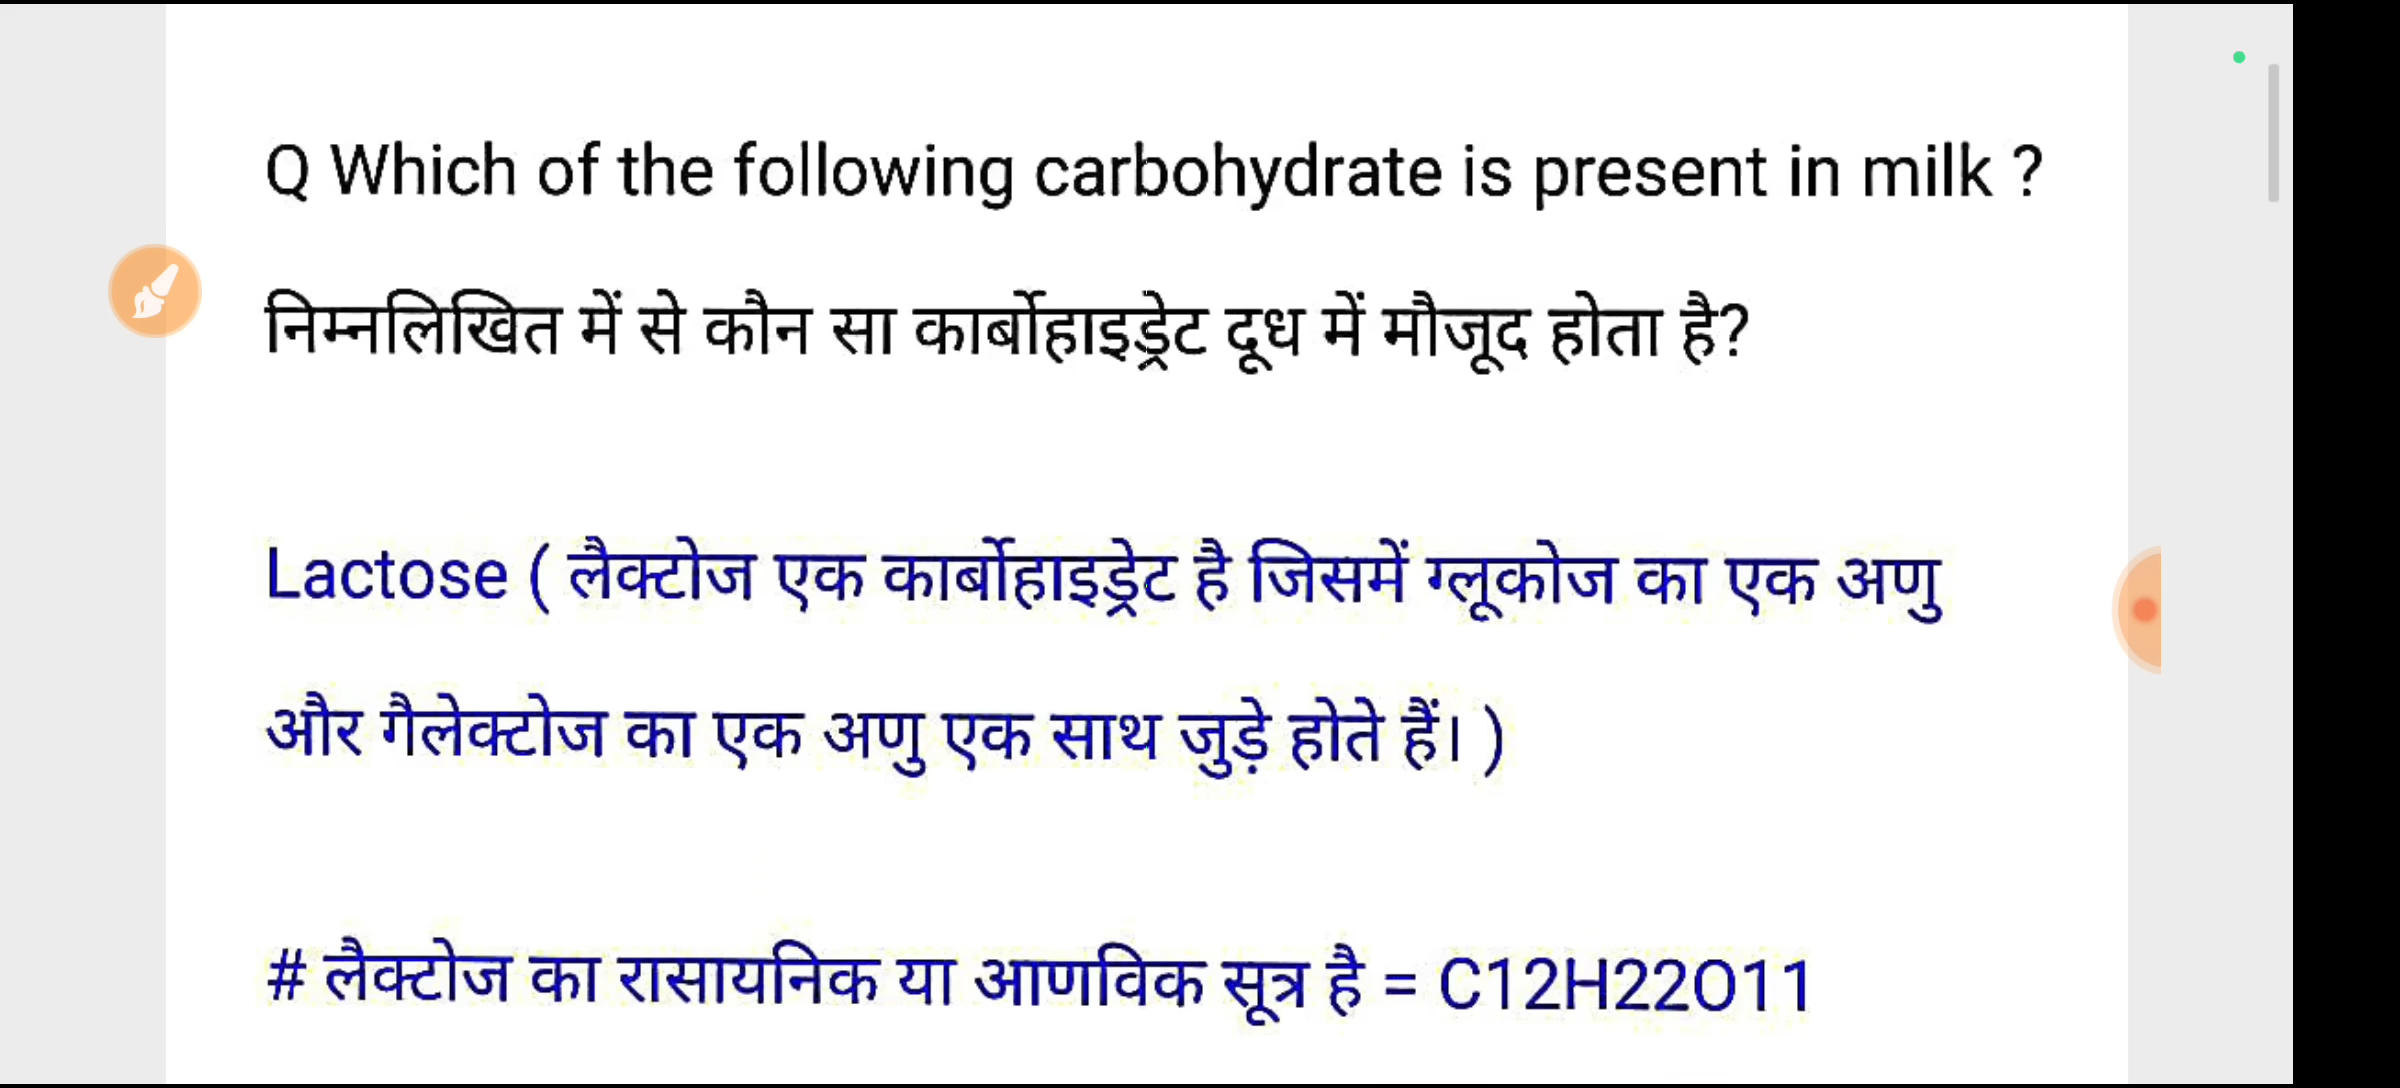 Q Which of the following carbohydrate is present in milk ?
निम्नलिखित में से कौन सा कार्बोहाइड्रेट दूध में मौजूद होता है?
Lactose ( लैक्टोज एक कार्बोहाइड्रेट है जिसमें ग्लूकोज का एक अणु
और गैलेक्टोज का एक अणु एक साथ जुड़े होते हैं। )
# लैक्टोज का रासायनिक या आणविक सूत्र है = C12H22O11